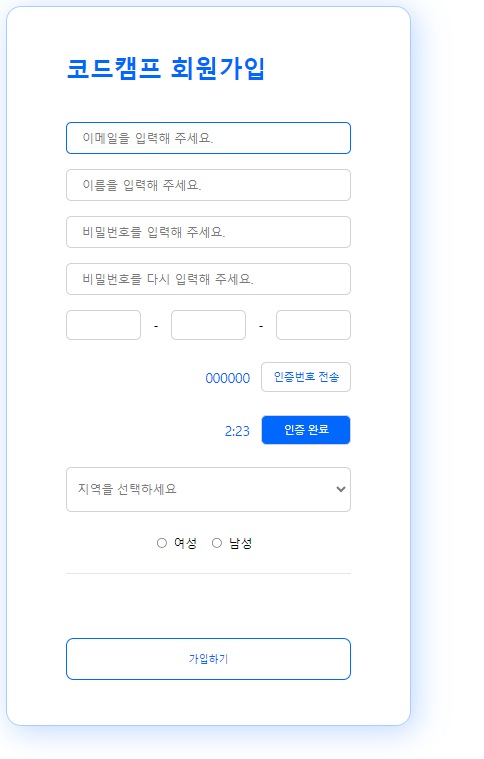 코드캠프 회원가입
이메일을 입력해 주세요.
이름을 입력해 주세요.
비밀번호를 입력해 주세요.
비밀번호를 다시 입력해 주세요.
- -
000000 인증번호 전송
2:23 인증 완료
지역을 선택하세요
여성 남성
가입하기